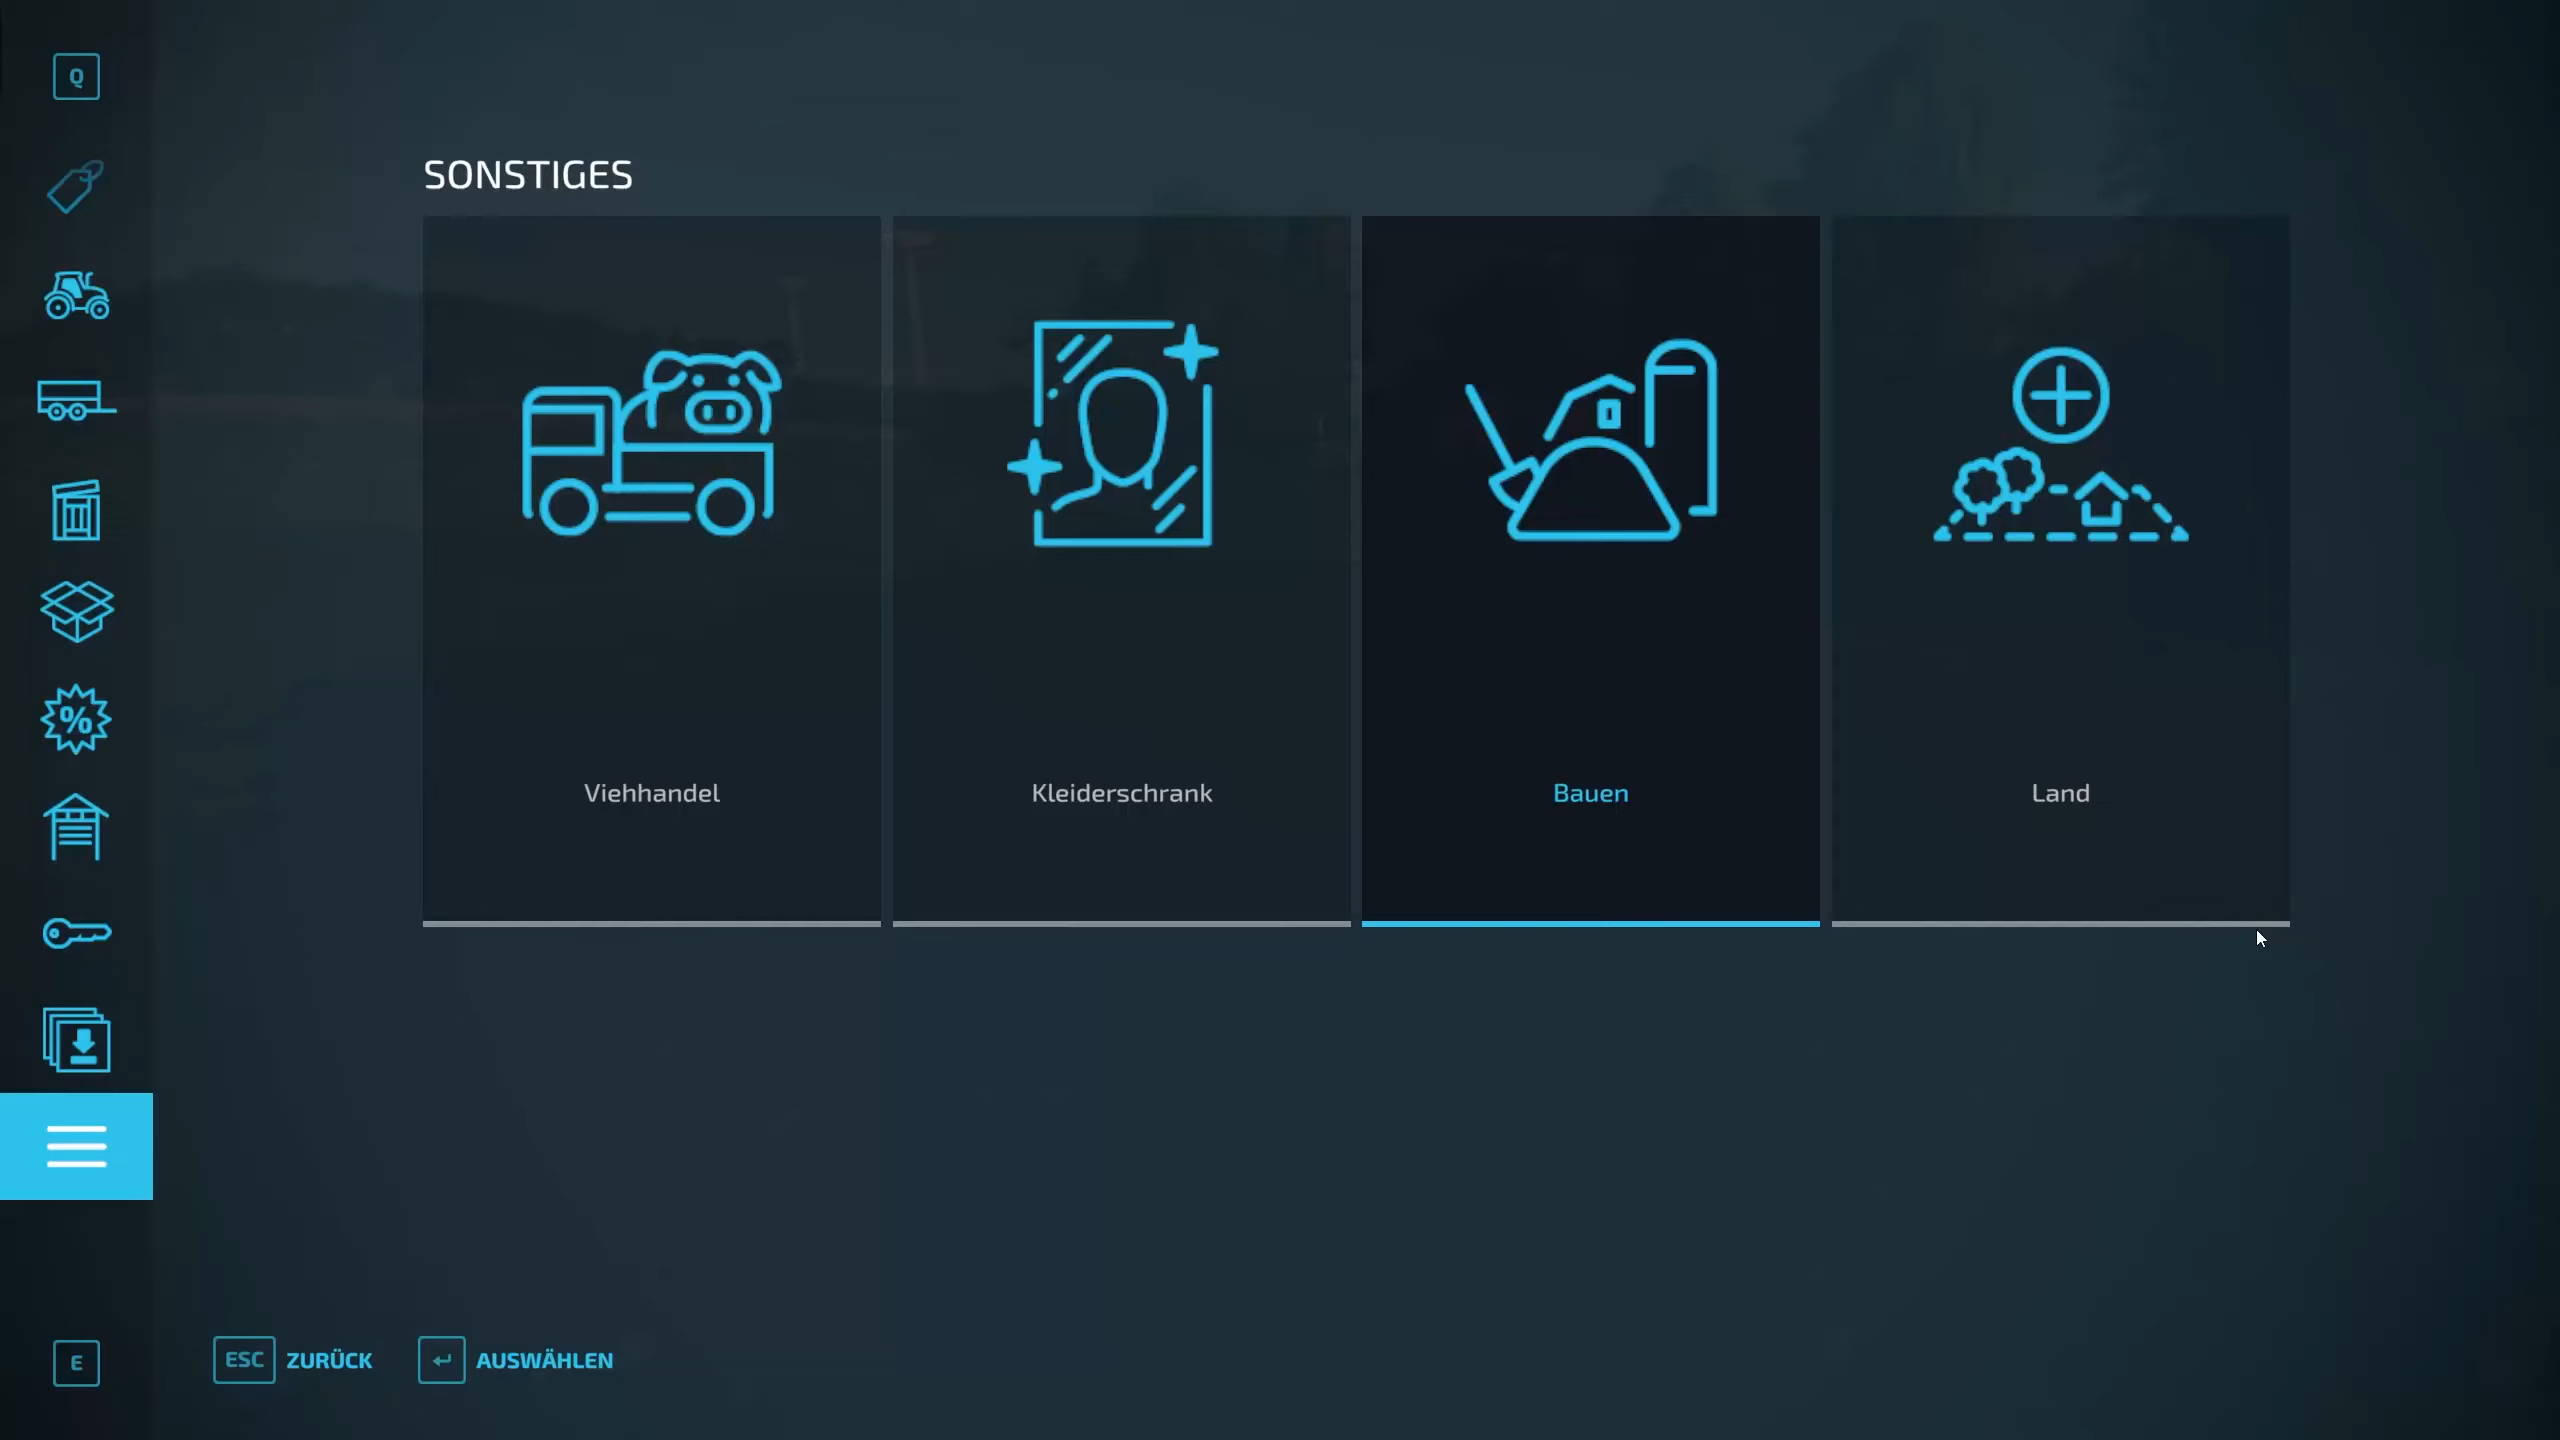 Q
SONSTIGES
%
Viehhandel
Kleiderschrank
Bauen
Land
E
ESC ZURÜCK
AUSWÄHLEN